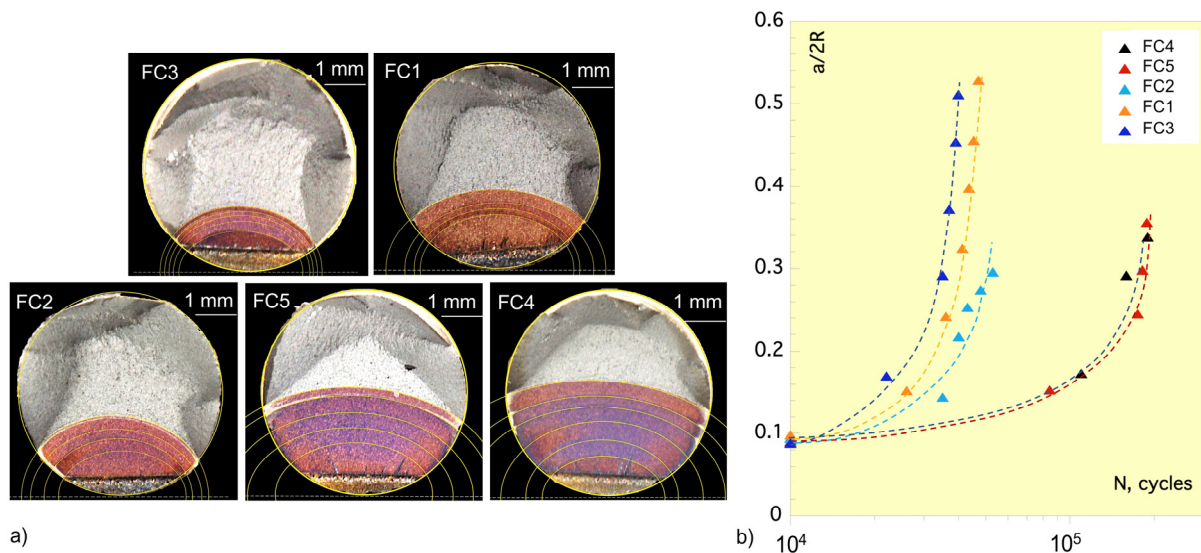 FC3
1 mm
FC1
1 mm
FC2
1 mm
FC5
1 mm
FC4
1 mm
a)
0.6
0.5
0.4
0.3
0.2
0.1
0
a/2R
FC4
FC5
FC2
FC1
FC3
N, cycles
10⁴
10⁵
b)